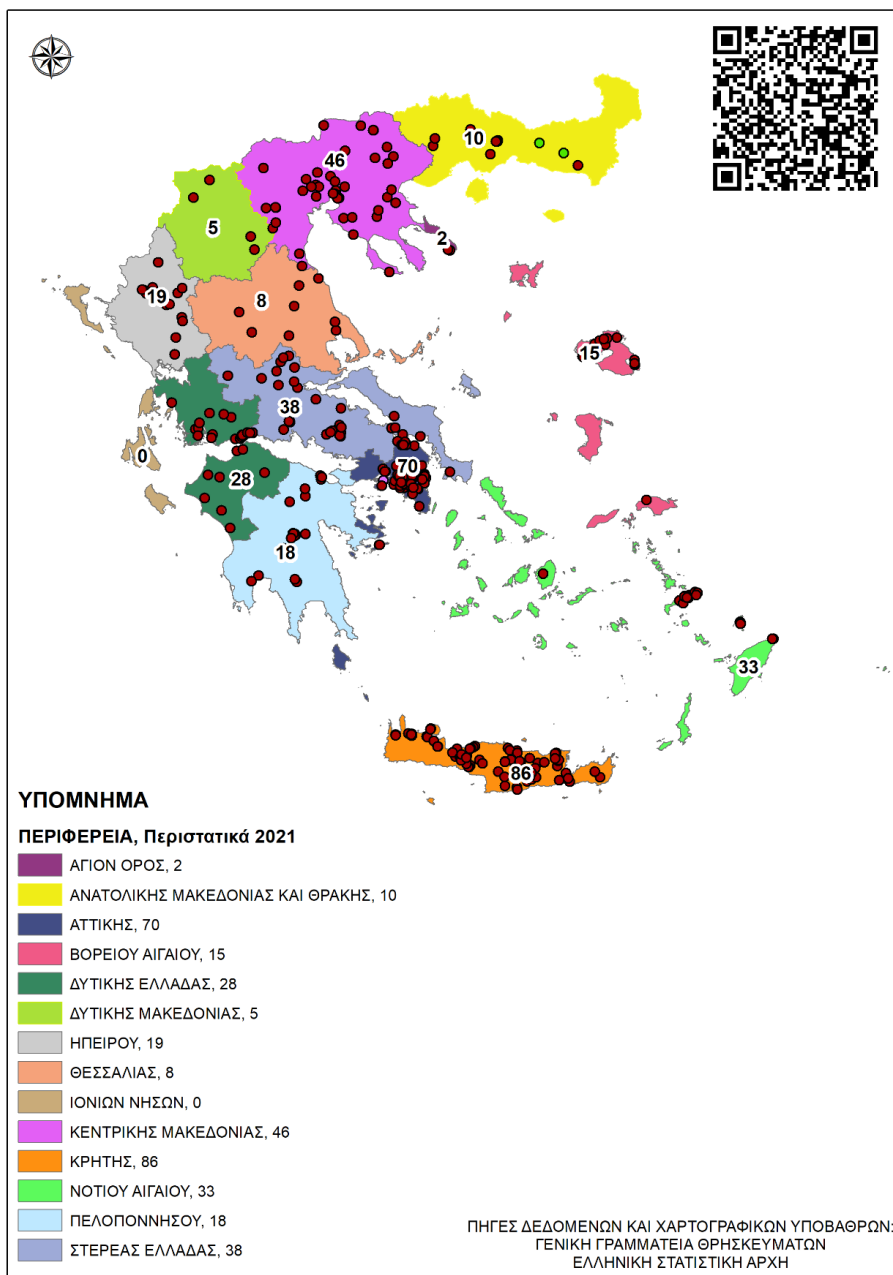 10
46
5
2
19
8
15
38
0
70
28
18
33
86
ΥΠΟΜΝΗΜΑ
ΠΕΡΙΦΕΡΕΙΑ, Περιστατικά 2021
ΑΓΙΟΝ ΟΡΟΣ, 2
ΑΝΑΤΟΛΙΚΗΣ ΜΑΚΕΔΟΝΙΑΣ ΚΑΙ ΘΡΑΚΗΣ, 10
ΑΤΤΙΚΗΣ, 70
ΒΟΡΕΙΟΥ ΑΙΓΑΙΟΥ, 15
ΔΥΤΙΚΗΣ ΕΛΛΑΔΑΣ, 28
ΔΥΤΙΚΗΣ ΜΑΚΕΔΟΝΙΑΣ, 5
ΗΠΕΙΡΟΥ, 19
ΘΕΣΣΑΛΙΑΣ, 8
ΙΟΝΙΩΝ ΝΗΣΩΝ, 0
ΚΕΝΤΡΙΚΗΣ ΜΑΚΕΔΟΝΙΑΣ, 46
ΚΡΗΤΗΣ, 86
ΝΟΤΙΟΥ ΑΙΓΑΙΟΥ, 33
ΠΕΛΟΠΟΝΝΗΣΟΥ, 18
ΣΤΕΡΕΑΣ ΕΛΛΑΔΑΣ, 38
ΠΗΓΕΣ ΔΕΔΟΜΕΝΩΝ ΚΑΙ ΧΑΡΤΟΓΡΑΦΙΚΩΝ ΥΠΟΒΑΘΡΩΝ:
ΓΕΝΙΚΗ ΓΡΑΜΜΑΤΕΙΑ ΘΡΗΣΚΕΥΜΑΤΩΝ
ΕΛΛΗΝΙΚΗ ΣΤΑΤΙΣΤΙΚΗ ΑΡΧΗ